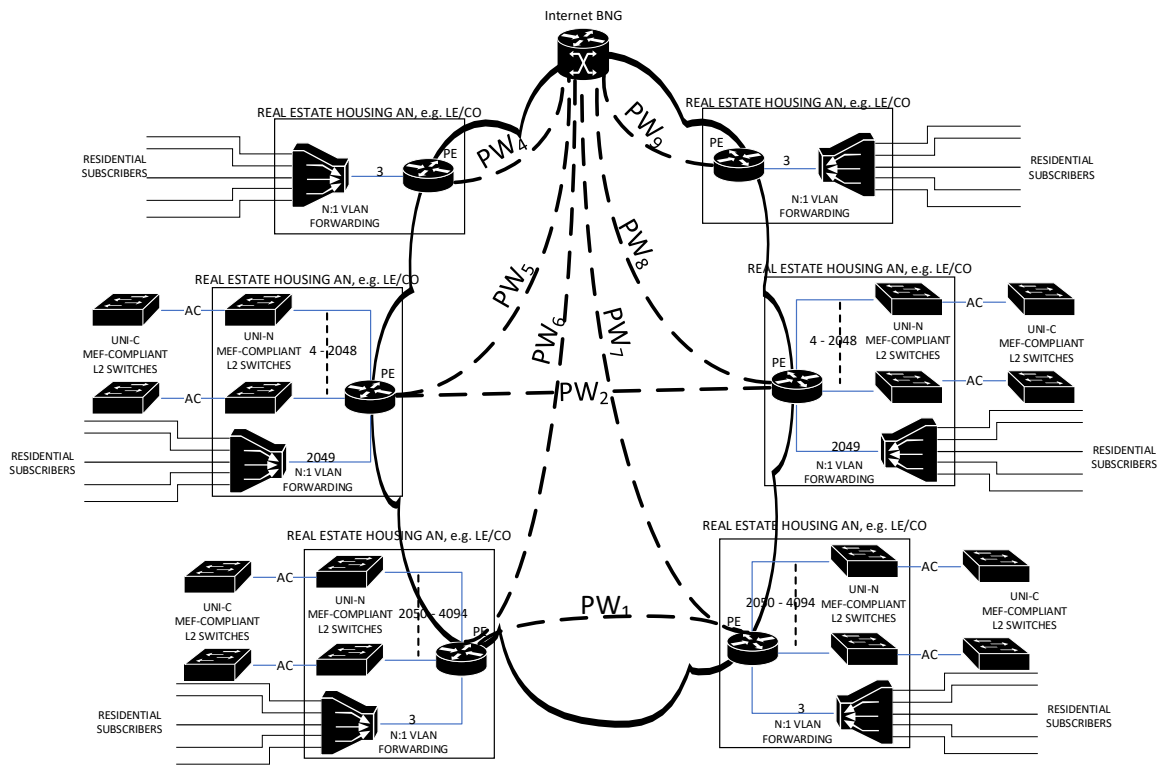 Internet BNG
REAL ESTATE HOUSING AN, e.g. LE/CO
RESIDENTIAL
SUBSCRIBERS
3
PE
N:1 VLAN
FORWARDING
PW4
REAL ESTATE HOUSING AN, e.g. LE/CO
PW9
PE
3
N:1 VLAN
FORWARDING
RESIDENTIAL
SUBSCRIBERS
REAL ESTATE HOUSING AN, e.g. LE/CO
AC
UNI-C
MEF-COMPLIANT
L2 SWITCHES
UNI-N
MEF-COMPLIANT
L2 SWITCHES
4 - 2048
PE
AC
RESIDENTIAL
SUBSCRIBERS
2049
N:1 VLAN
FORWARDING
PW5
PW6
PW7
PW8
PW2
REAL ESTATE HOUSING AN, e.g. LE/CO
AC
4 - 2048
UNI-N
MEF-COMPLIANT
L2 SWITCHES
UNI-C
MEF-COMPLIANT
L2 SWITCHES
PE
AC
2049
N:1 VLAN
FORWARDING
RESIDENTIAL
SUBSCRIBERS
REAL ESTATE HOUSING AN, e.g. LE/CO
AC
UNI-C
MEF-COMPLIANT
L2 SWITCHES
UNI-N
MEF-COMPLIANT
L2 SWITCHES
2050 - 4094
PE
AC
RESIDENTIAL
SUBSCRIBERS
3
N:1 VLAN
FORWARDING
PW1
REAL ESTATE HOUSING AN, e.g. LE/CO
AC
2050 - 4094
UNI-N
MEF-COMPLIANT
L2 SWITCHES
UNI-C
MEF-COMPLIANT
L2 SWITCHES
PE
AC
3
N:1 VLAN
FORWARDING
RESIDENTIAL
SUBSCRIBERS